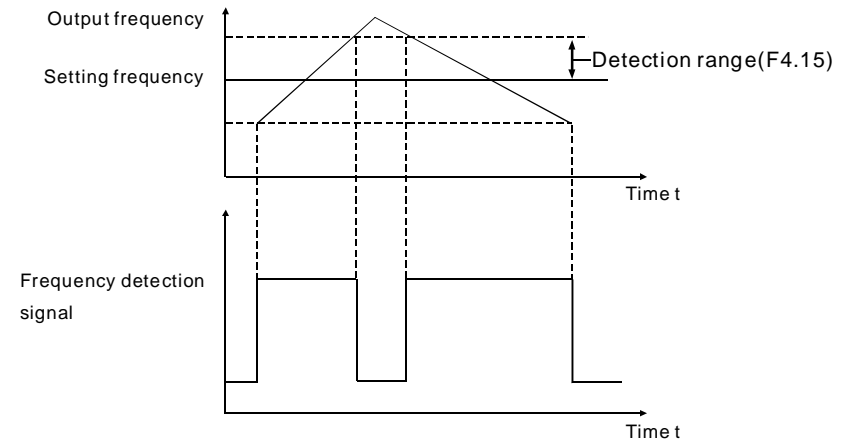 Output frequency
Detection range(F4.15)
Setting frequency
Time t
Frequency detection
signal
Time t